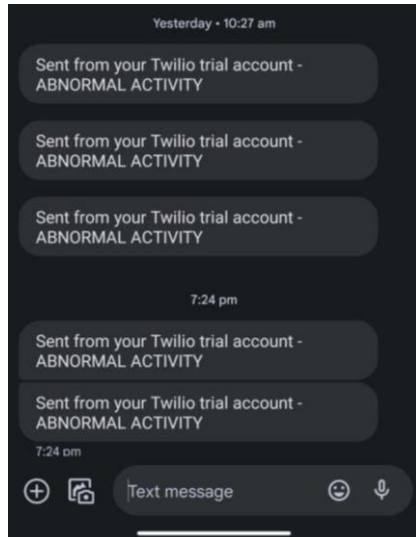 Yesterday • 10:27 am
Sent from your Twilio trial account -
ABNORMAL ACTIVITY
Sent from your Twilio trial account -
ABNORMAL ACTIVITY
Sent from your Twilio trial account -
ABNORMAL ACTIVITY
7:24 pm
Sent from your Twilio trial account -
ABNORMAL ACTIVITY
Sent from your Twilio trial account -
ABNORMAL ACTIVITY
7:24 pm
Text message